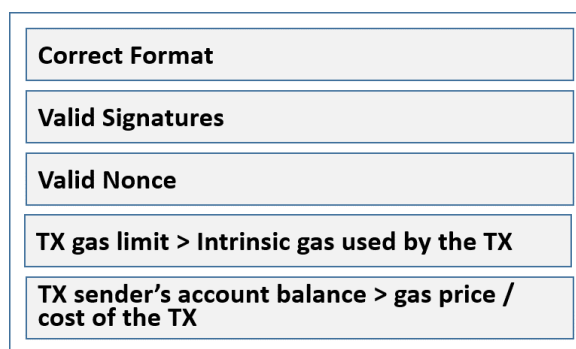 Correct Format
Valid Signatures
Valid Nonce
TX gas limit > Intrinsic gas used by the TX
TX sender's account balance > gas price /
cost of the TX